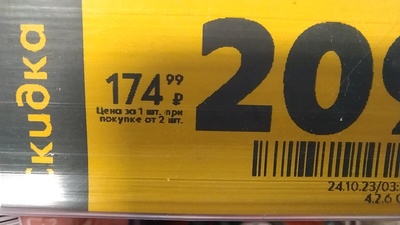 скидка
174 99 ₽
Цена за 1 шт. при
покупке от 2 шт.
209
24.10.23/03:
4.2.6